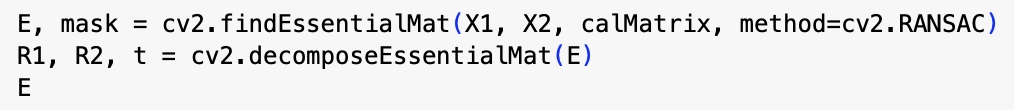 E, mask = cv2.findEssentialMat(X1, X2, calMatrix, method=cv2.RANSAC)
R1, R2, t = cv2.decomposeEssentialMat(E)
E